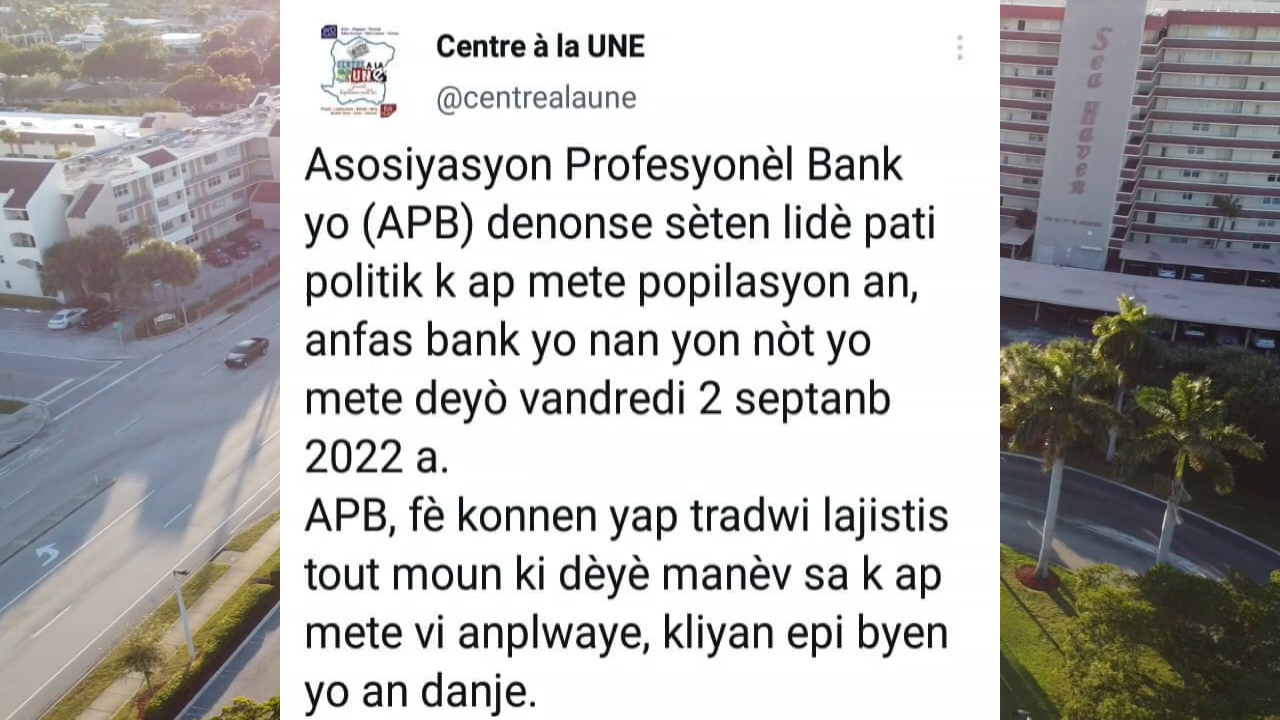 Centre à la UNE
@centrealaune
Asosiyasyon Profesyonèl Bank
yo (APB) denonse sèten lidè pati
politik k ap mete popilasyon an,
anfas bank yo nan yon nòt yo
mete deyò vandredi 2 septanb
2022 a.
APB, fè konnen yap tradwi lajistis
tout moun ki dèyè manèv sa k ap
mete vi anplwaye, kliyan epi byen
yo an danje.
Sea Haven